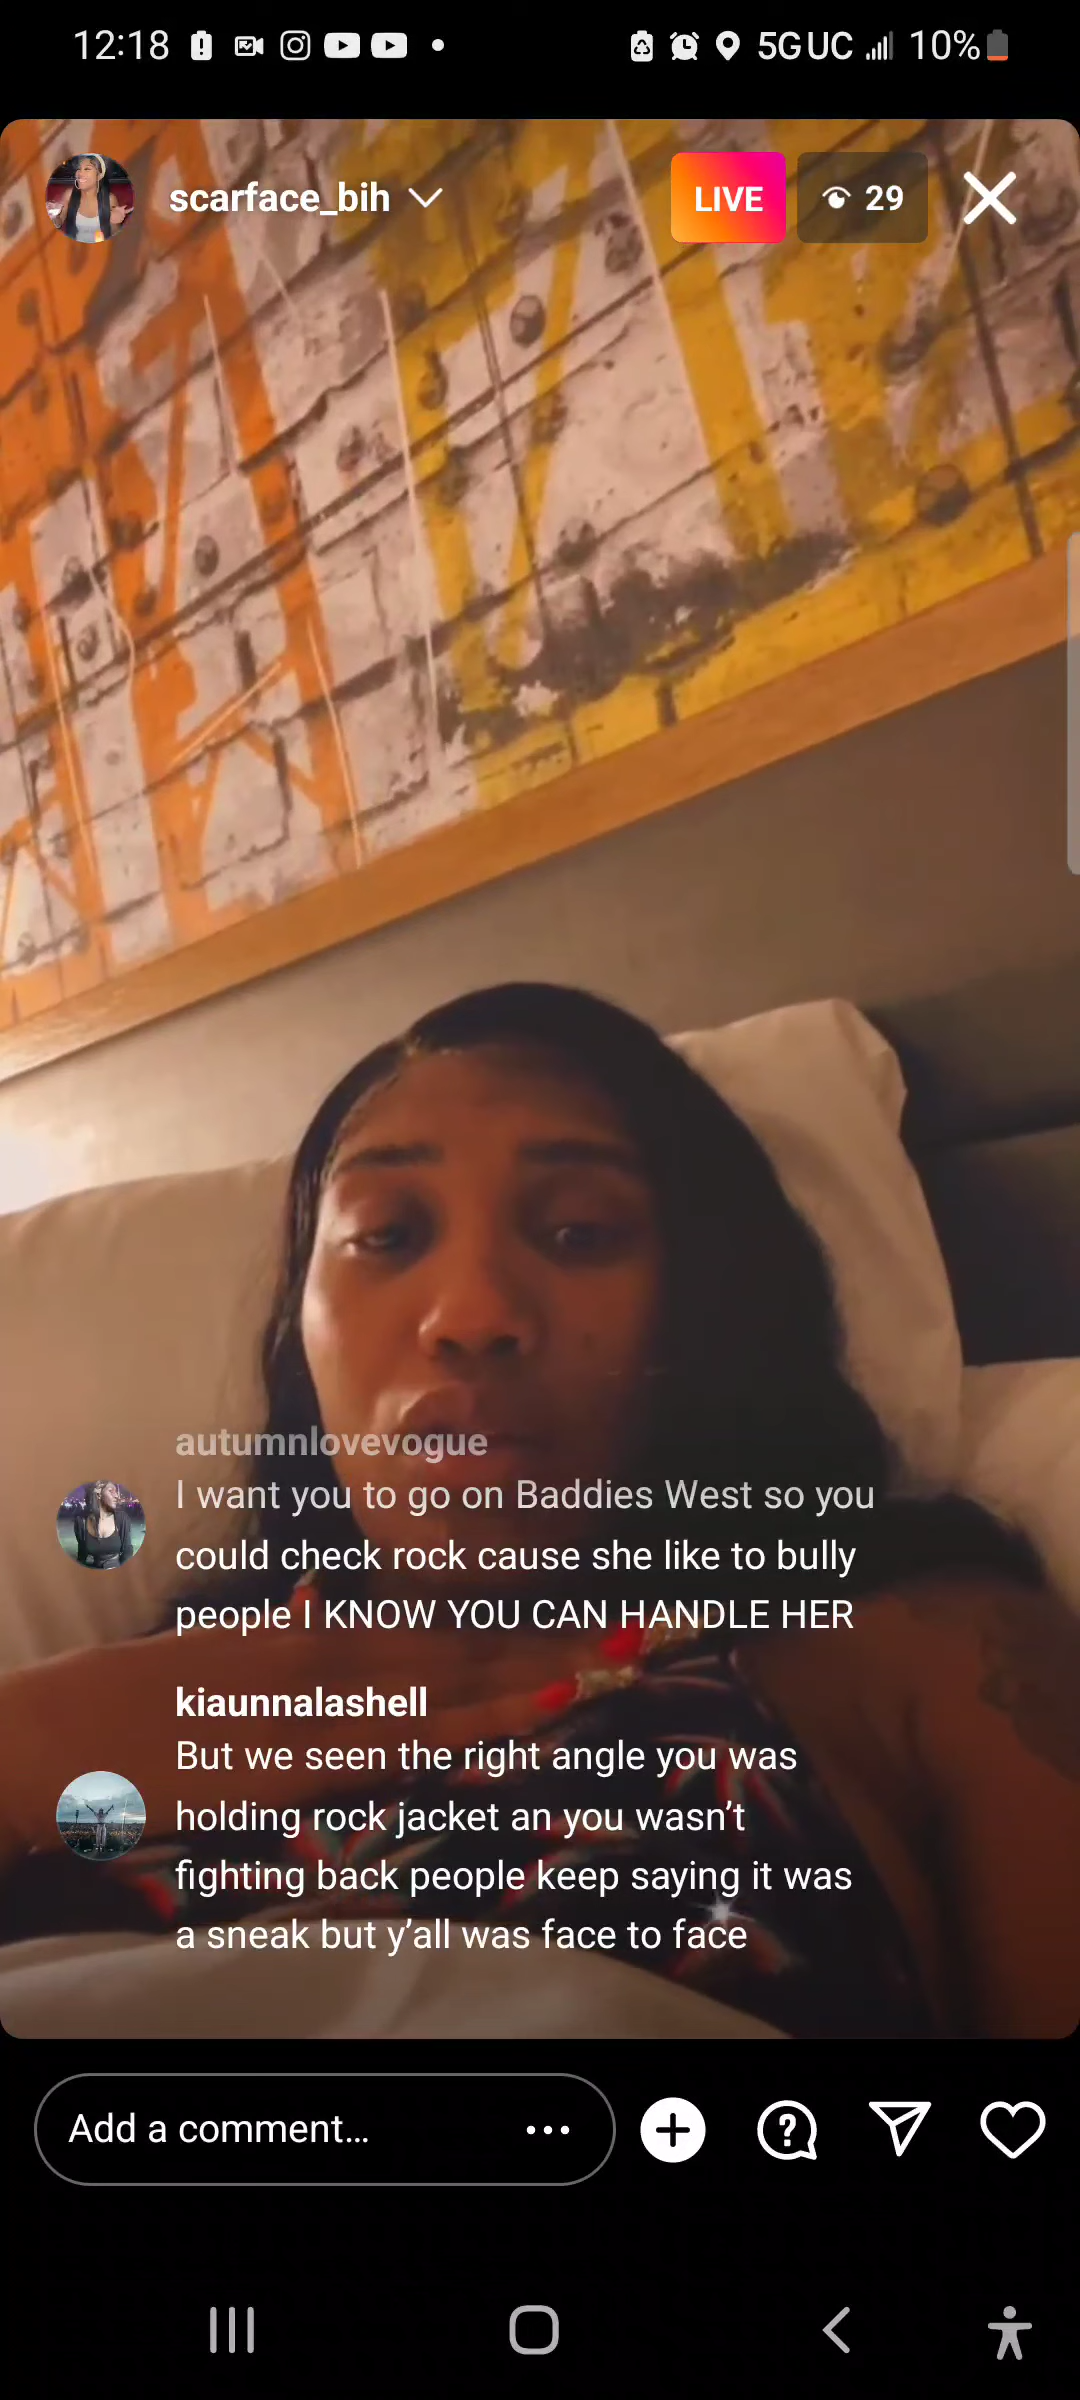 12:18
5GUC 10%
scarface_bih
LIVE
29
autumnlovevogue
I want you to go on Baddies West so you
could check rock cause she like to bully
people I KNOW YOU CAN HANDLE HER
kiaunnalashell
But we seen the right angle you was
holding rock jacket an you wasn’t
fighting back people keep saying it was
a sneak but y’all was face to face
Add a comment...